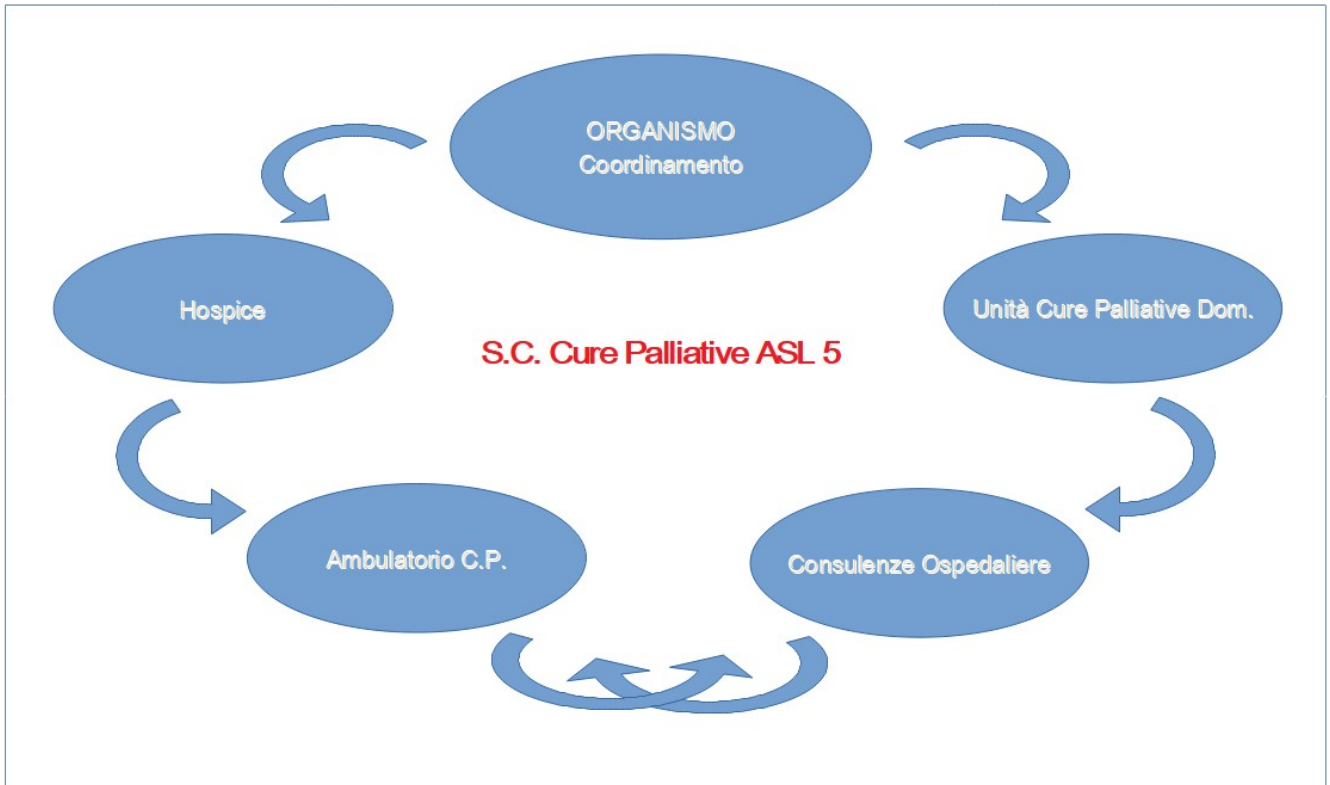 ORGANISMO
Coordinamento
Hospice
Unità Cure Palliative Dom.
S.C. Cure Palliative ASL 5
Ambulatorio C.P.
Consulenze Ospedaliere